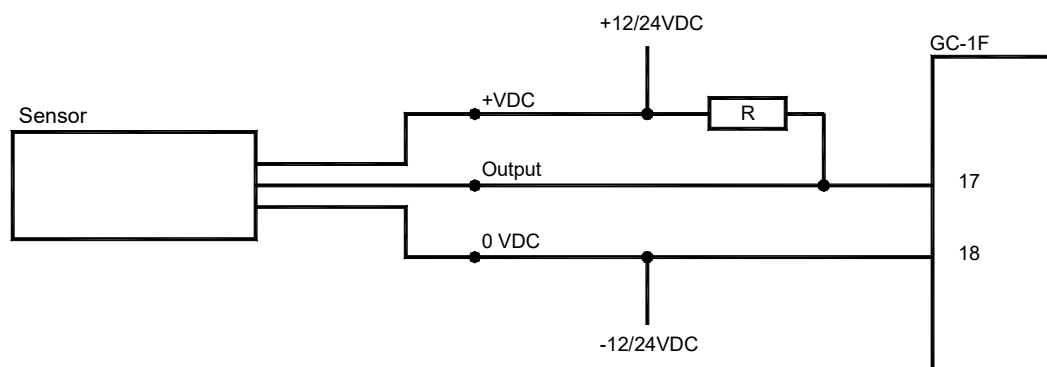 +12/24VDC
GC-1F
+VDC
R
Sensor
Output
17
0 VDC
18
-12/24VDC